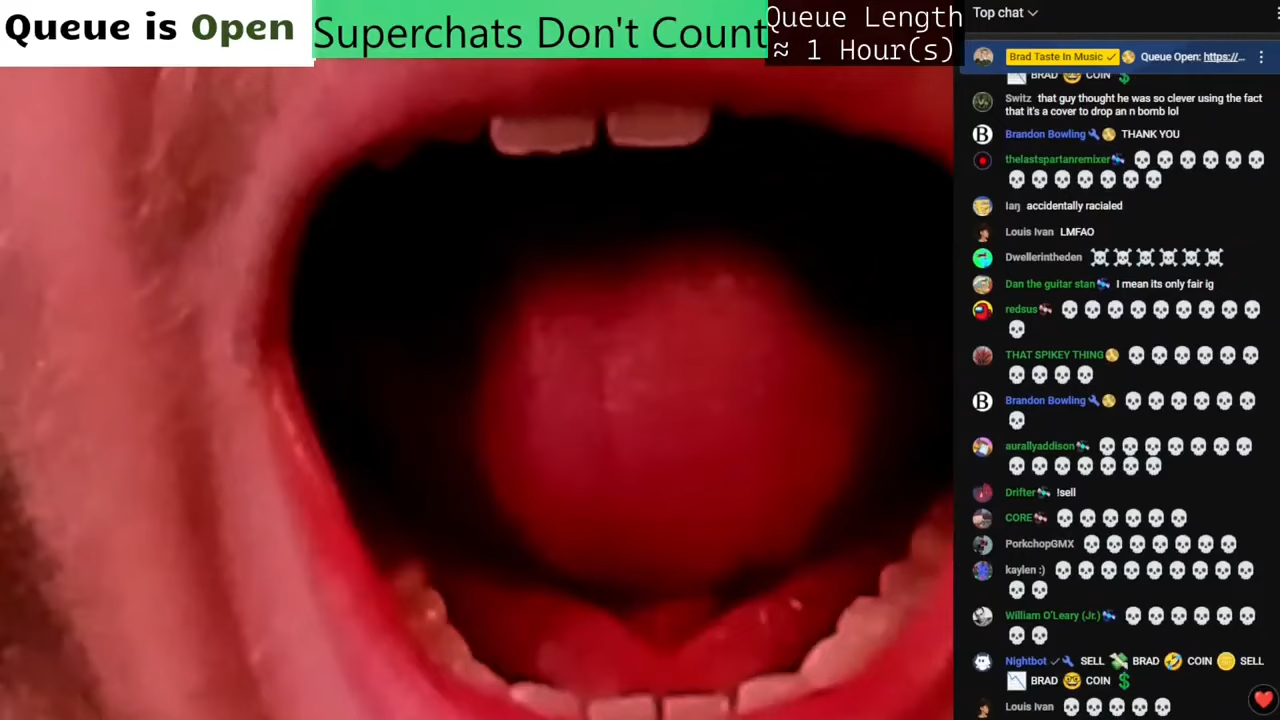 Queue is Open
Superchats Don't Count
Queue Length
≈ 1 Hour(s)
Top chat
Brad Taste In Music Queue Open: https://...
BRAD COIN
Switz that guy thought he was so clever using the fact
that it's a cover to drop an n bomb lol
Brandon Bowling THANK YOU
thelastspartanremixer
Iaŋ accidentally racialed
Louis Ivan LMFAO
Dwellerintheden
Dan the guitar stan I mean its only fair ig
redsus
THAT SPIKEY THING
Brandon Bowling
aurallyaddison
Drifter !sell
CORE
PorkchopGMX
kaylen :)
William O'Leary (Jr.)
Nightbot SELL BRAD COIN SELL
BRAD COIN
Louis Ivan